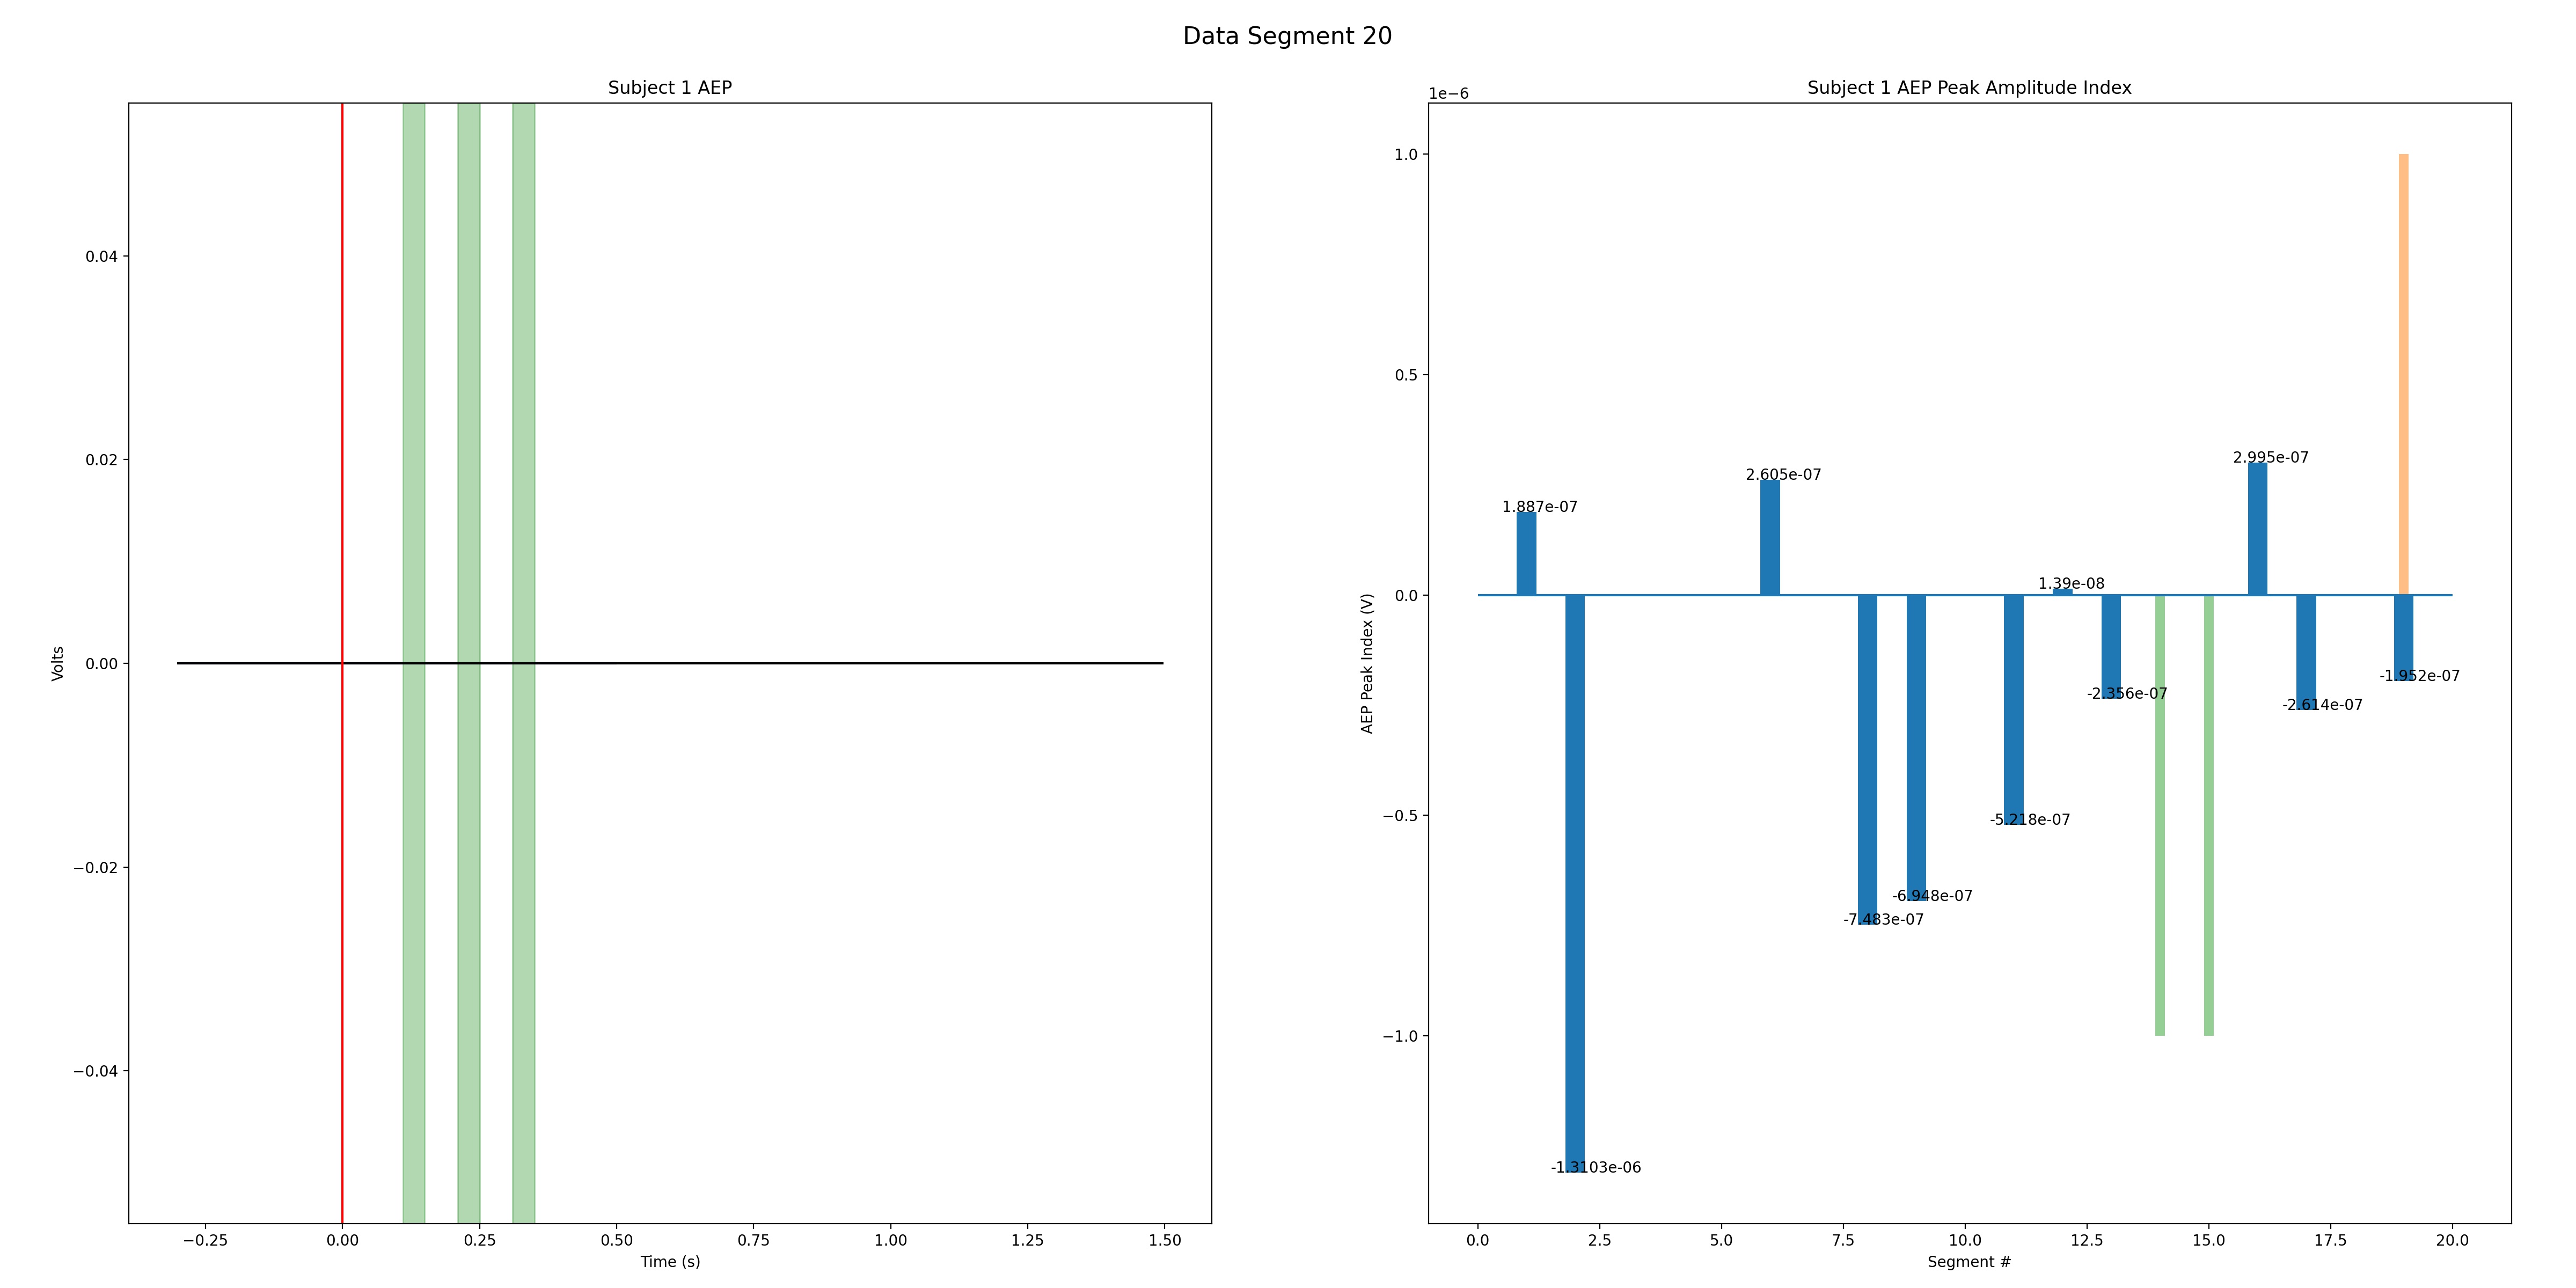 Data Segment 20
Subject 1 AEP
Volts
0.04
0.02
0.00
−0.02
−0.04
−0.25
0.00
0.25
0.50
0.75
1.00
1.25
1.50
Time (s)
Subject 1 AEP Peak Amplitude Index
1e−6
AEP Peak Index (V)
1.0
0.5
0.0
−0.5
−1.0
1.887e-07
-1.3103e-06
2.605e-07
-7.483e-07
-6.948e-07
-5.218e-07
1.39e-08
-2.356e-07
2.995e-07
-2.614e-07
-1.952e-07
0.0
2.5
5.0
7.5
10.0
12.5
15.0
17.5
20.0
Segment #